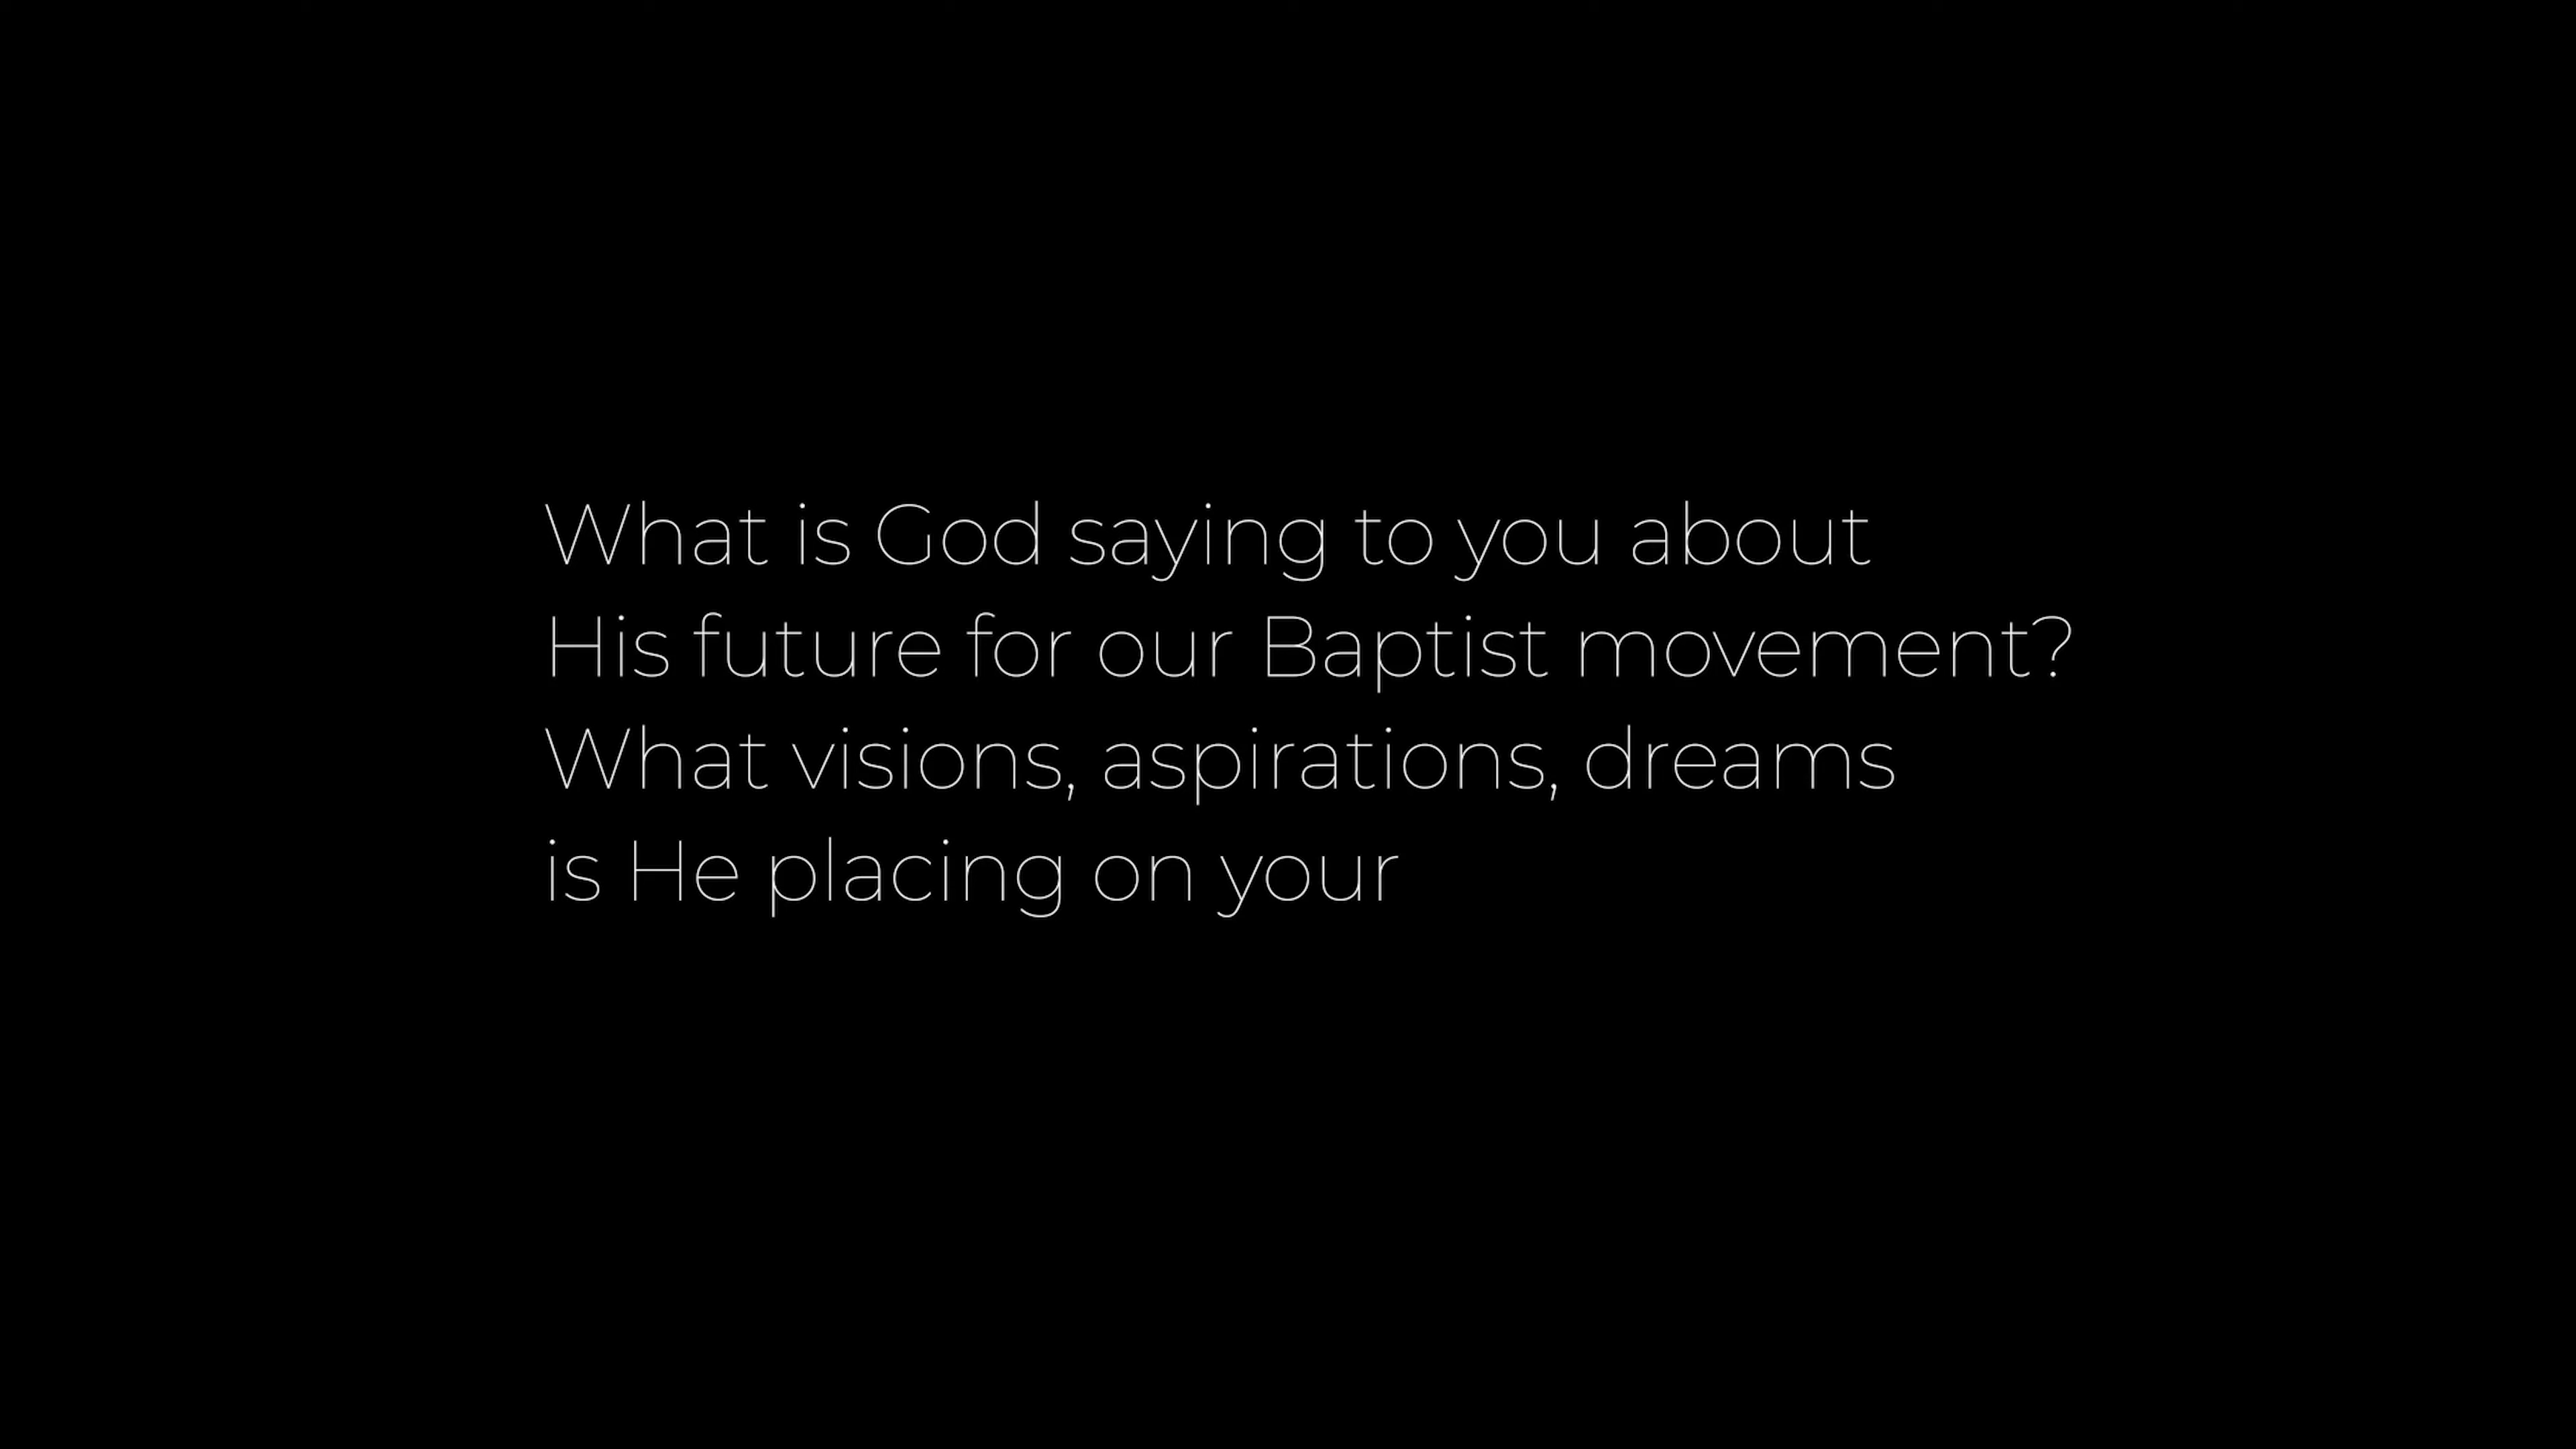 What is God saying to you about
His future for our Baptist movement?
What visions, aspirations, dreams
is He placing on your